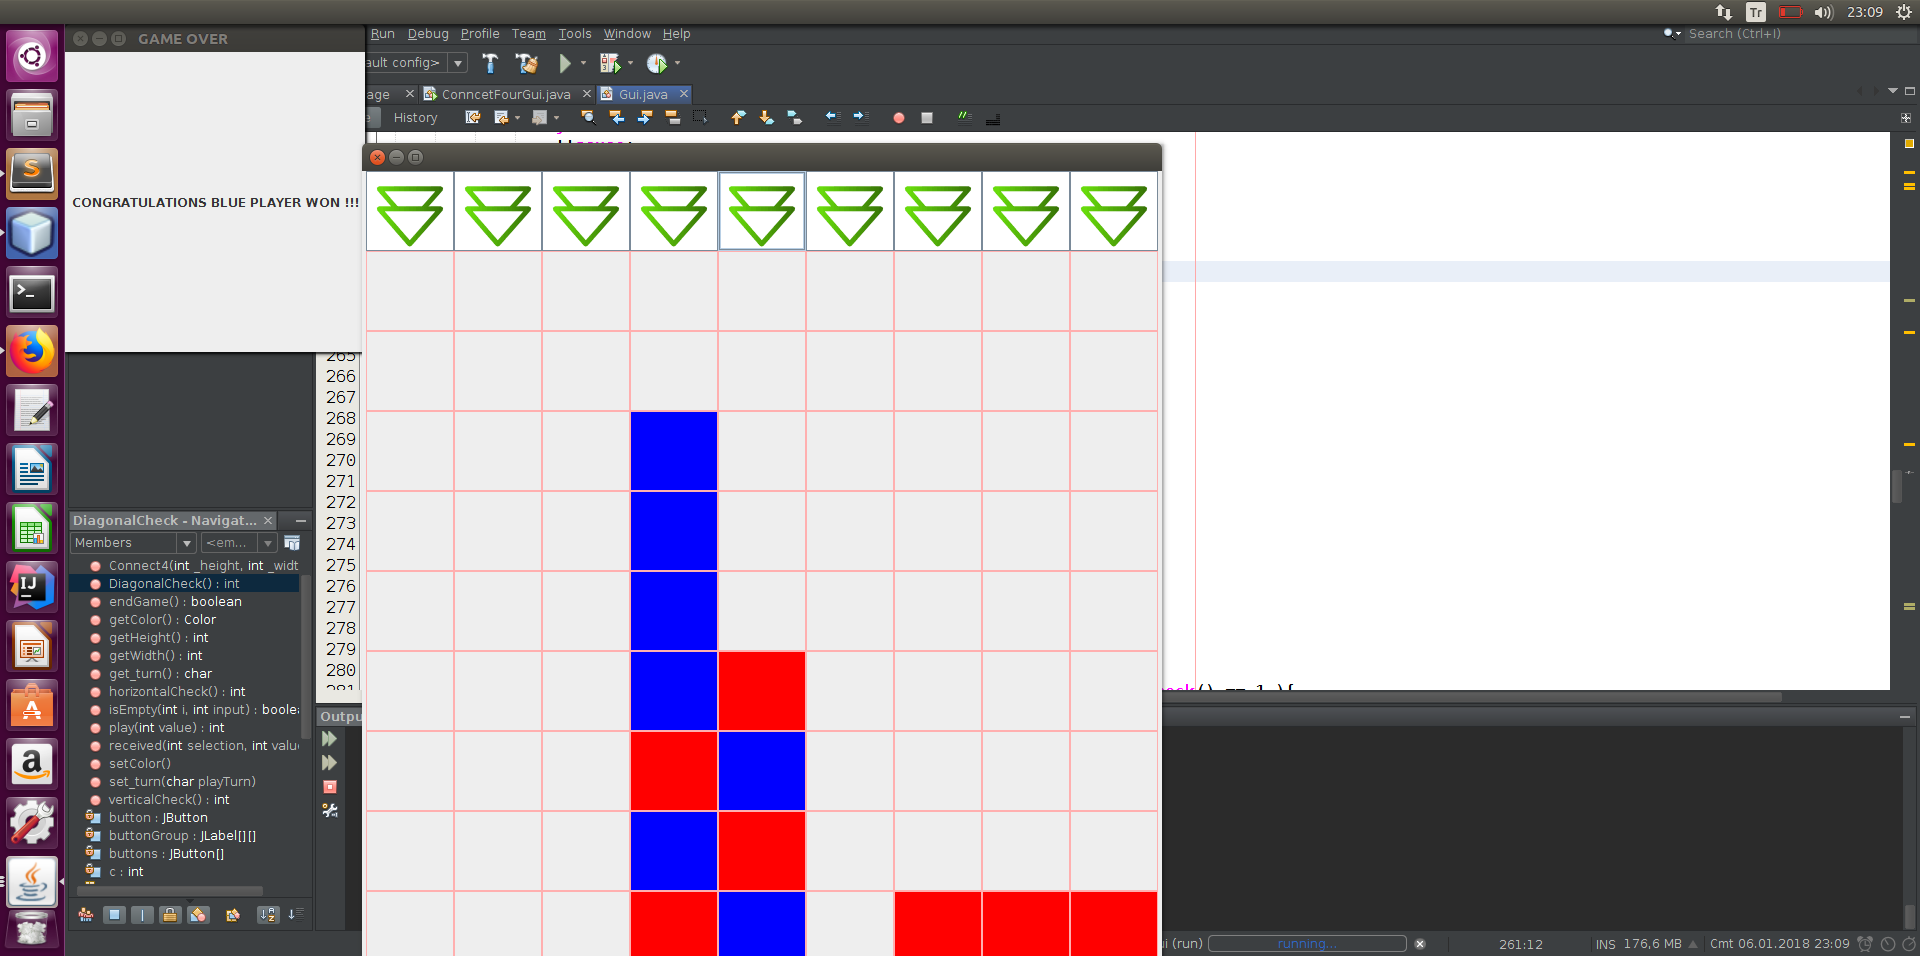 Tr
23:09
GAME OVER
Run Debug Profile Team Tools Window Help
Search (Ctrl+I)
ault config>
age
ConncetFourGui.java
Gui.java
History
CONGRATULATIONS BLUE PLAYER WON !!!
265
266
267
268
269
270
271
272
273
274
275
276
277
278
279
280
281
DiagonalCheck - Navigat...
Members
<em...
Connect4(int _height, int _widt
DiagonalCheck() : int
endGame() : boolean
getColor() : Color
getHeight() : int
getWidth() : int
get_turn() : char
horizontalCheck() : int
isEmpty(int i, int input) : boolea
play(int value) : int
received(int selection, int valu
setColor()
set_turn(char playTurn)
verticalCheck() : int
button : JButton
buttonGroup : JLabel[][]
buttons : JButton[]
c : int
() == 1 ){
Outpu
ui (run)
running...
261:12
INS
176,6 MB
Cmt 06.01.2018 23:09